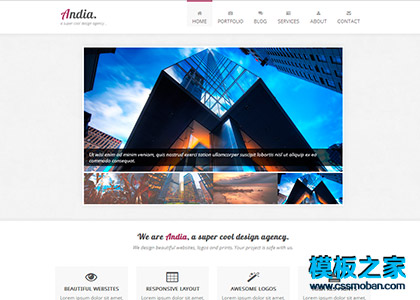 Andia.
a super cool design agency...
HOME
PORTFOLIO
BLOG
SERVICES
ABOUT
CONTACT
Ut wisi enim ad minim veniam, quis nostrud exerci tation ullamcorper suscipit lobortis nisl ut aliquip ex ea
commodo consequat.
We are Andia, a super cool design agency.
We design beautiful websites, logos and prints. Your project is safe with us.
模板之家
www.cssmoban.com
BEAUTIFUL WEBSITES
RESPONSIVE LAYOUT
AWESOME LOGOS
Lorem ipsum dolor sit amet,
Lorem ipsum dolor sit amet,
Lorem ipsum dolor sit amet,